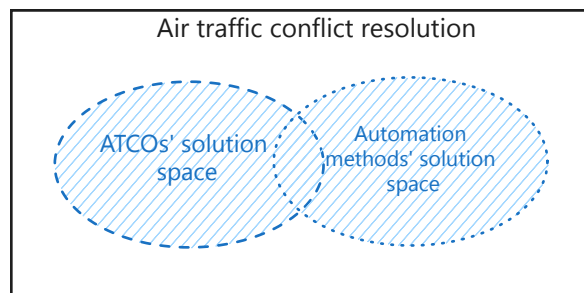 Air traffic conflict resolution
ATCOs' solution
space
Automation
methods' solution
space